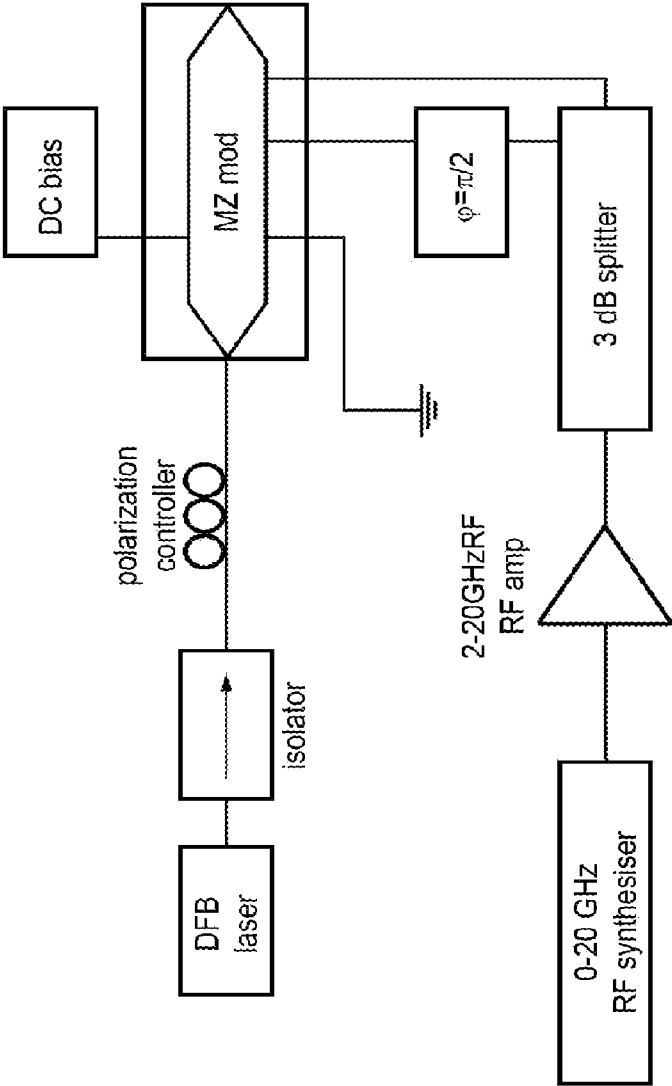 DC bias
MZ mod
polarization
controller
φ=π/2
DFB
laser
isolator
2-20GHzRF
RF amp
3 dB splitter
0-20 GHz
RF synthesiser